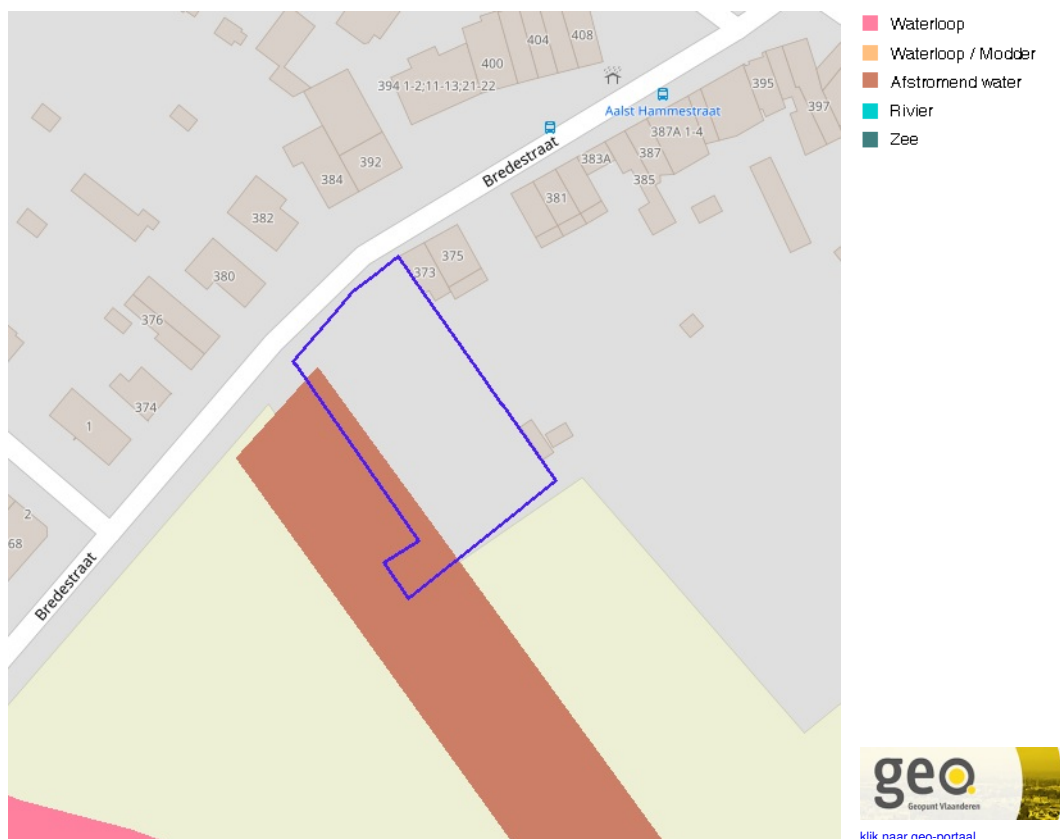 404
408
400
394 1-2;11-13;21-22
395
397
Aalst Hammestraat
387A 1-4
387
383A
385
392
384
Bredestraat
381
382
375
373
380
376
374
1
2
68
Bredestraat
Waterloop
Waterloop / Modder
Afstromend water
Rivier
Zee
geo
Geopunt Vlaanderen
klik naar geo-portaal